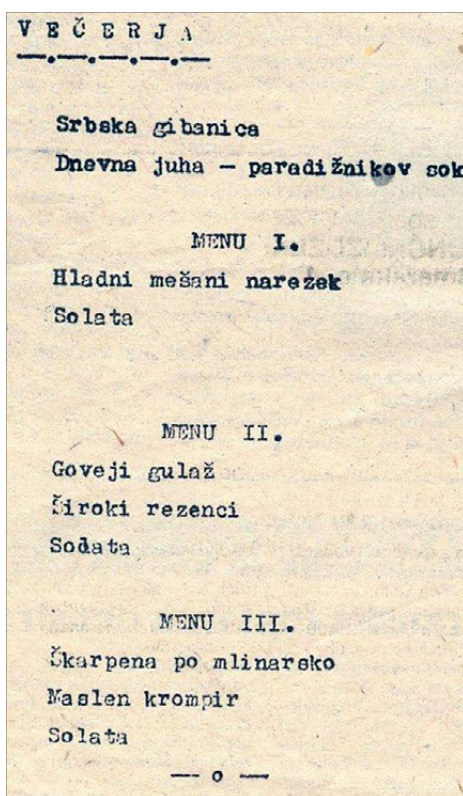 VEČERJA
—.—.—.—.—
Srbska gibanica
Dnevna juha – paradižnikov sok
MENU I.
Hladni mešani narezek
Solata
MENU II.
Goveji gulaž
Široki rezenci
Sodata
MENU III.
Škarpena po mlinarsko
Maslen krompir
Solata
— o —